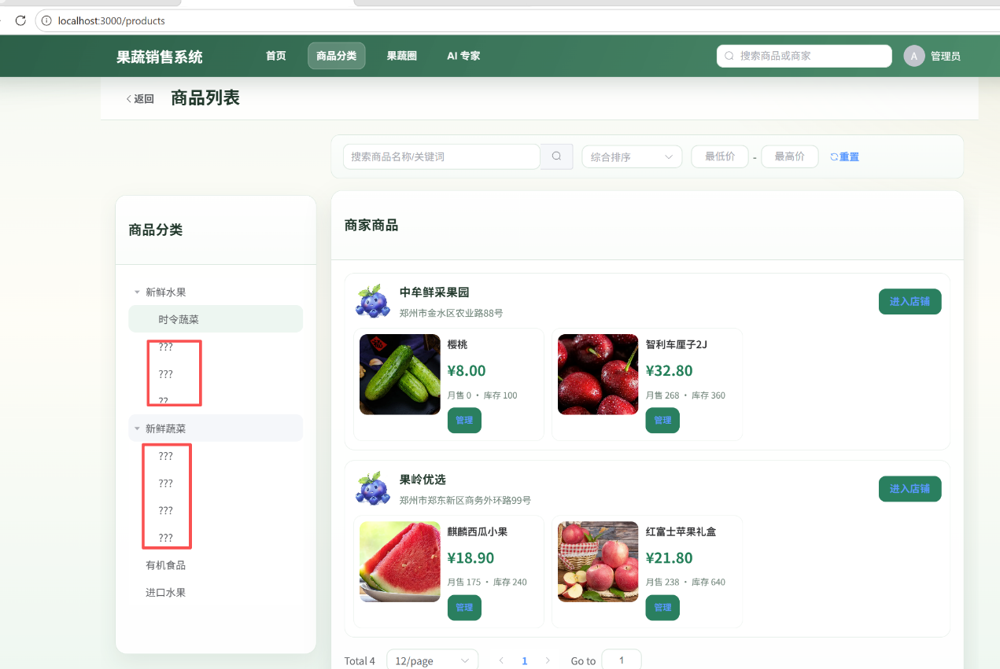 localhost:3000/products
果蔬销售系统
首页
商品分类
果蔬圈
AI 专家
搜索商品或商家
A
管理员
返回
商品列表
搜索商品名称/关键词
综合排序
最低价
-
最高价
重置
商品分类
新鲜水果
时令蔬菜
???
???
??
新鲜蔬菜
???
???
???
???
有机食品
进口水果
商家商品
中牟鲜采果园
郑州市金水区农业路88号
进入店铺
樱桃
¥8.00
月售 0 · 库存 100
管理
智利车厘子2J
¥32.80
月售 268 · 库存 360
管理
果岭优选
郑州市郑东新区商务外环路99号
进入店铺
麒麟西瓜小果
¥18.90
月售 175 · 库存 240
管理
红富士苹果礼盒
¥21.80
月售 238 · 库存 640
管理
Total 4
12/page
1
Go to
1